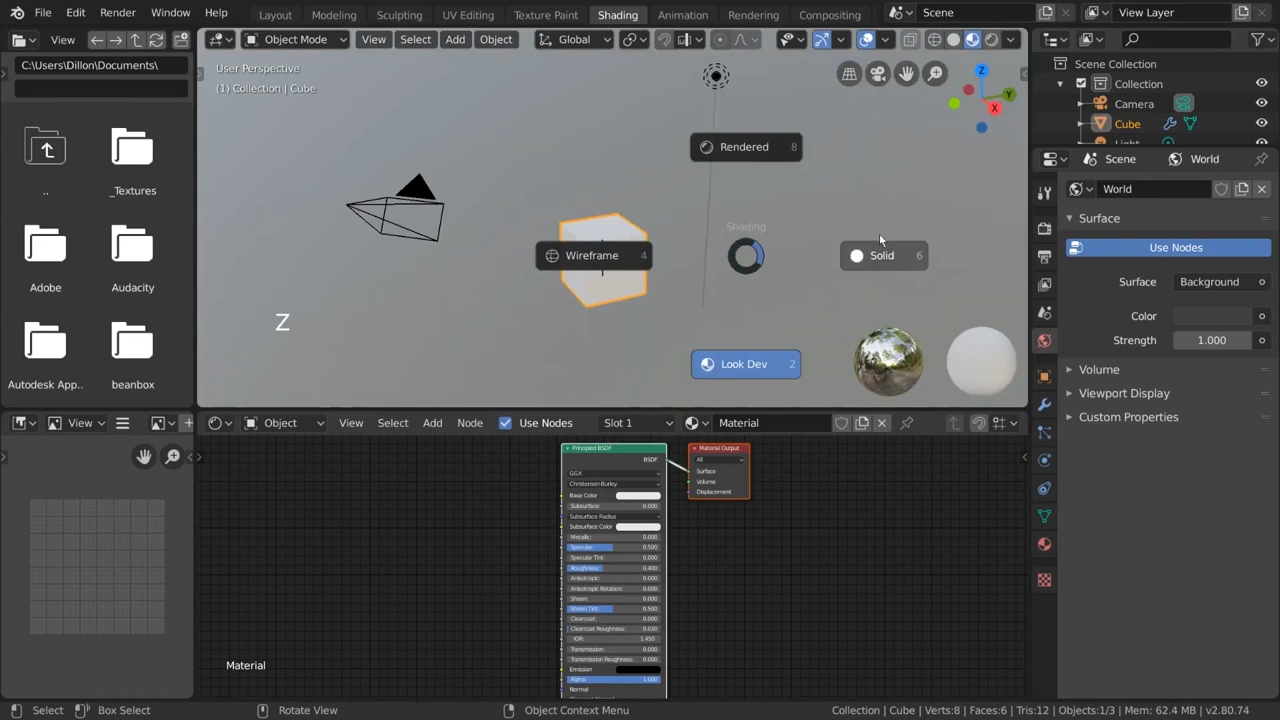 File Edit Render Window Help
Layout Modeling Sculpting UV Editing Texture Paint Shading Animation Rendering Compositing
Scene
View Layer
View
Object Mode View Select Add Object Global
C:\Users\Dillon\Documents\
User Perspective
(1) Collection | Cube
Z
Y
X
..
_Textures
Adobe
Audacity
Autodesk App..
beanbox
Rendered 8
Shading
Wireframe 4
Solid 6
Look Dev 2
Z
Scene Collection
Collection
Camera
Cube
Light
Scene
World
World
Surface
Use Nodes
Surface Background
Color
Strength 1.000
Volume
Viewport Display
Custom Properties
View
Object View Select Add Node Use Nodes Slot 1 Material
Principled BSDF
BSDF
GGX
Christensen-Burley
Base Color
Subsurface: 0.000
Subsurface Radius
Subsurface Color
Metallic: 0.000
Specular: 0.500
Specular Tint: 0.000
Roughness: 0.400
Anisotropic: 0.000
Anisotropic Rotation: 0.000
Sheen: 0.000
Sheen Tint: 0.500
Clearcoat: 0.000
Clearcoat Roughness: 0.030
IOR: 1.450
Transmission: 0.000
Transmission Roughness: 0.000
Emission
Alpha: 1.000
Normal
Material Output
All
Surface
Volume
Displacement
Material
Select
Box Select
Rotate View
Object Context Menu
Collection | Cube | Verts:8 | Faces:6 | Tris:12 | Objects:1/3 | Mem: 62.4 MB | v2.80.74